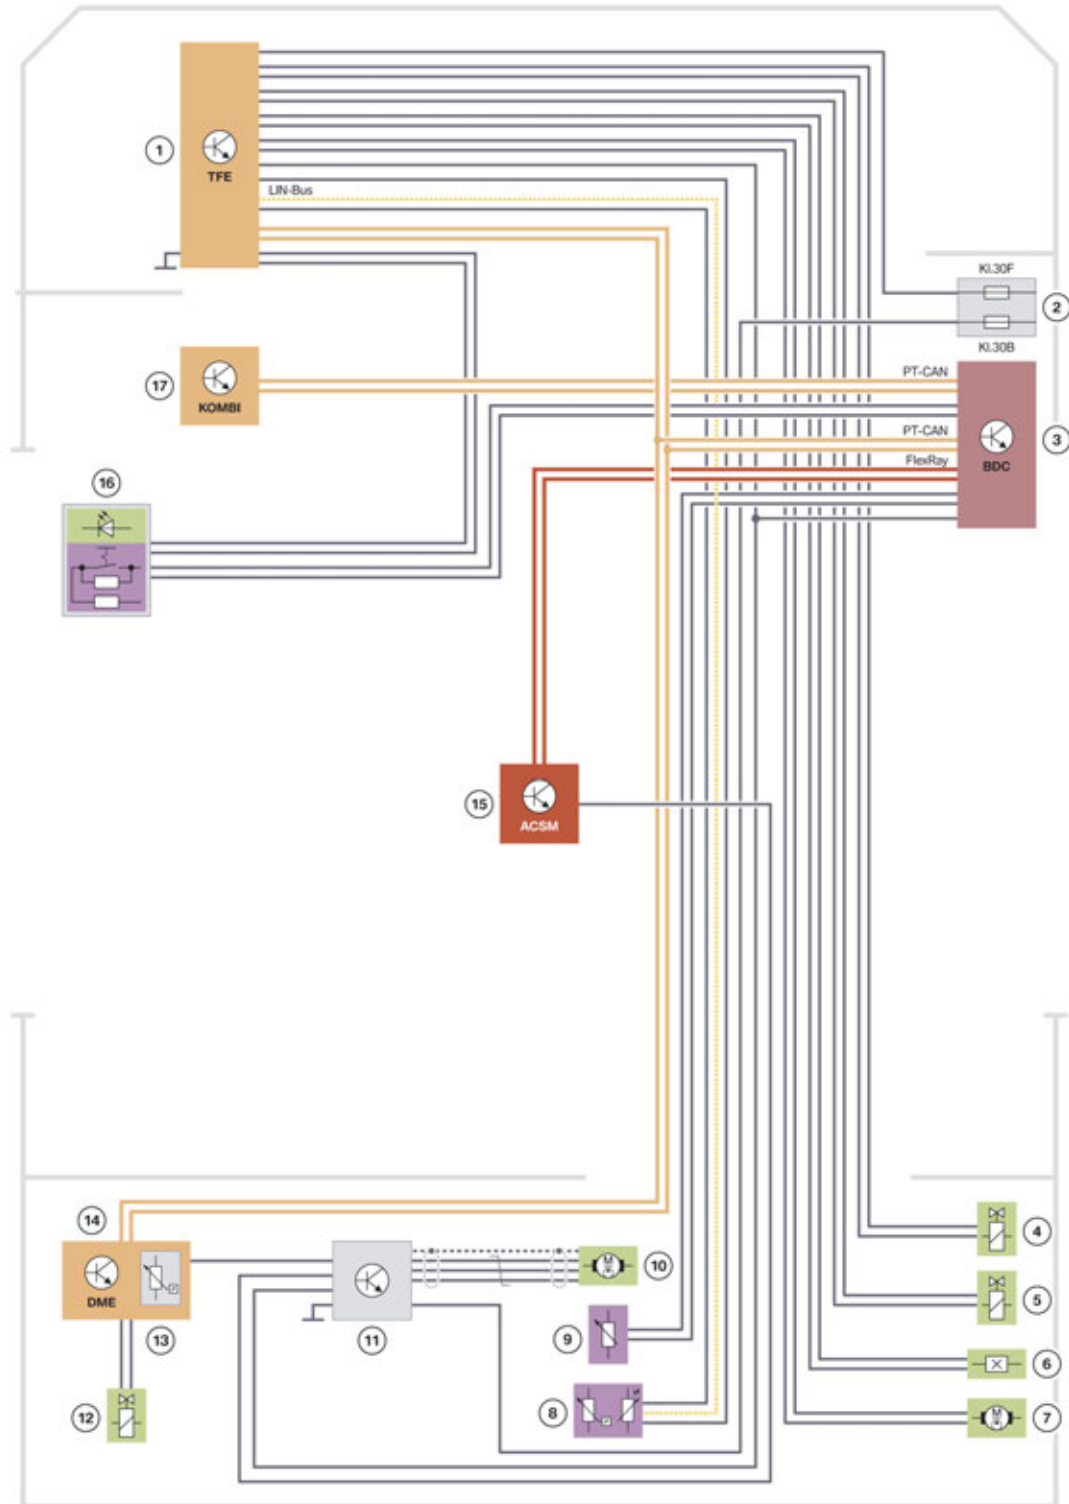 1
TFE
LIN-Bus
Kl.30F
2
Kl.30B
17
KOMBI
PT-CAN
PT-CAN
FlexRay
BDC
3
16
15
ACSM
14
DME
13
12
11
10
9
8
4
5
6
7